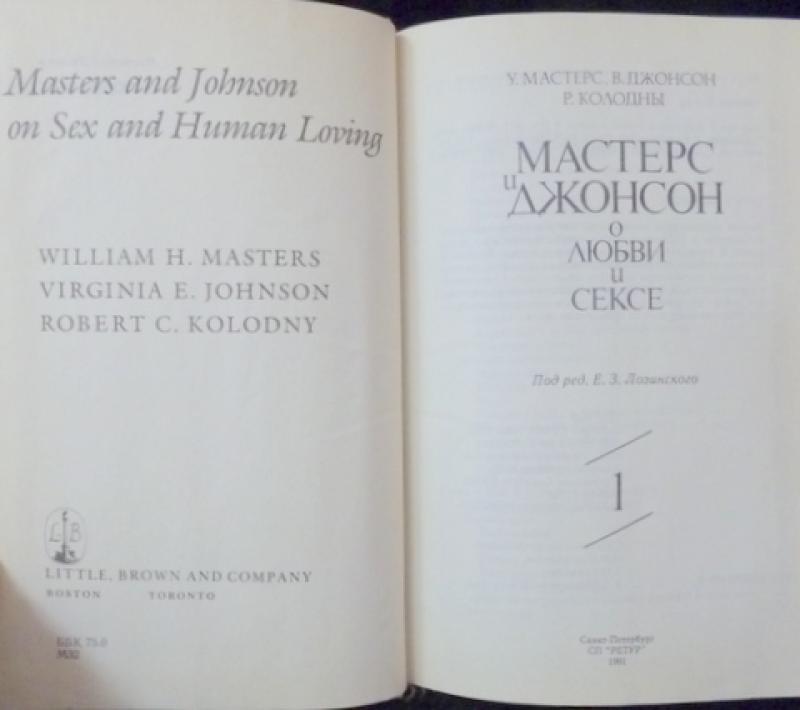 Masters and Johnson
on Sex and Human Loving
WILLIAM H. MASTERS
VIRGINIA E. JOHNSON
ROBERT C. KOLODNY
L B
LITTLE, BROWN AND COMPANY
BOSTON TORONTO
ББК 75.0
М32
У. МАСТЕРС, В. ДЖОНСОН
Р. КОЛОДНЫ
МАСТЕРС
и ДЖОНСОН
о
ЛЮБВИ
и
СЕКСЕ
Под ред. Е. З. Лозинского
1
Санкт-Петербург
СП "РЕТУР"
1991